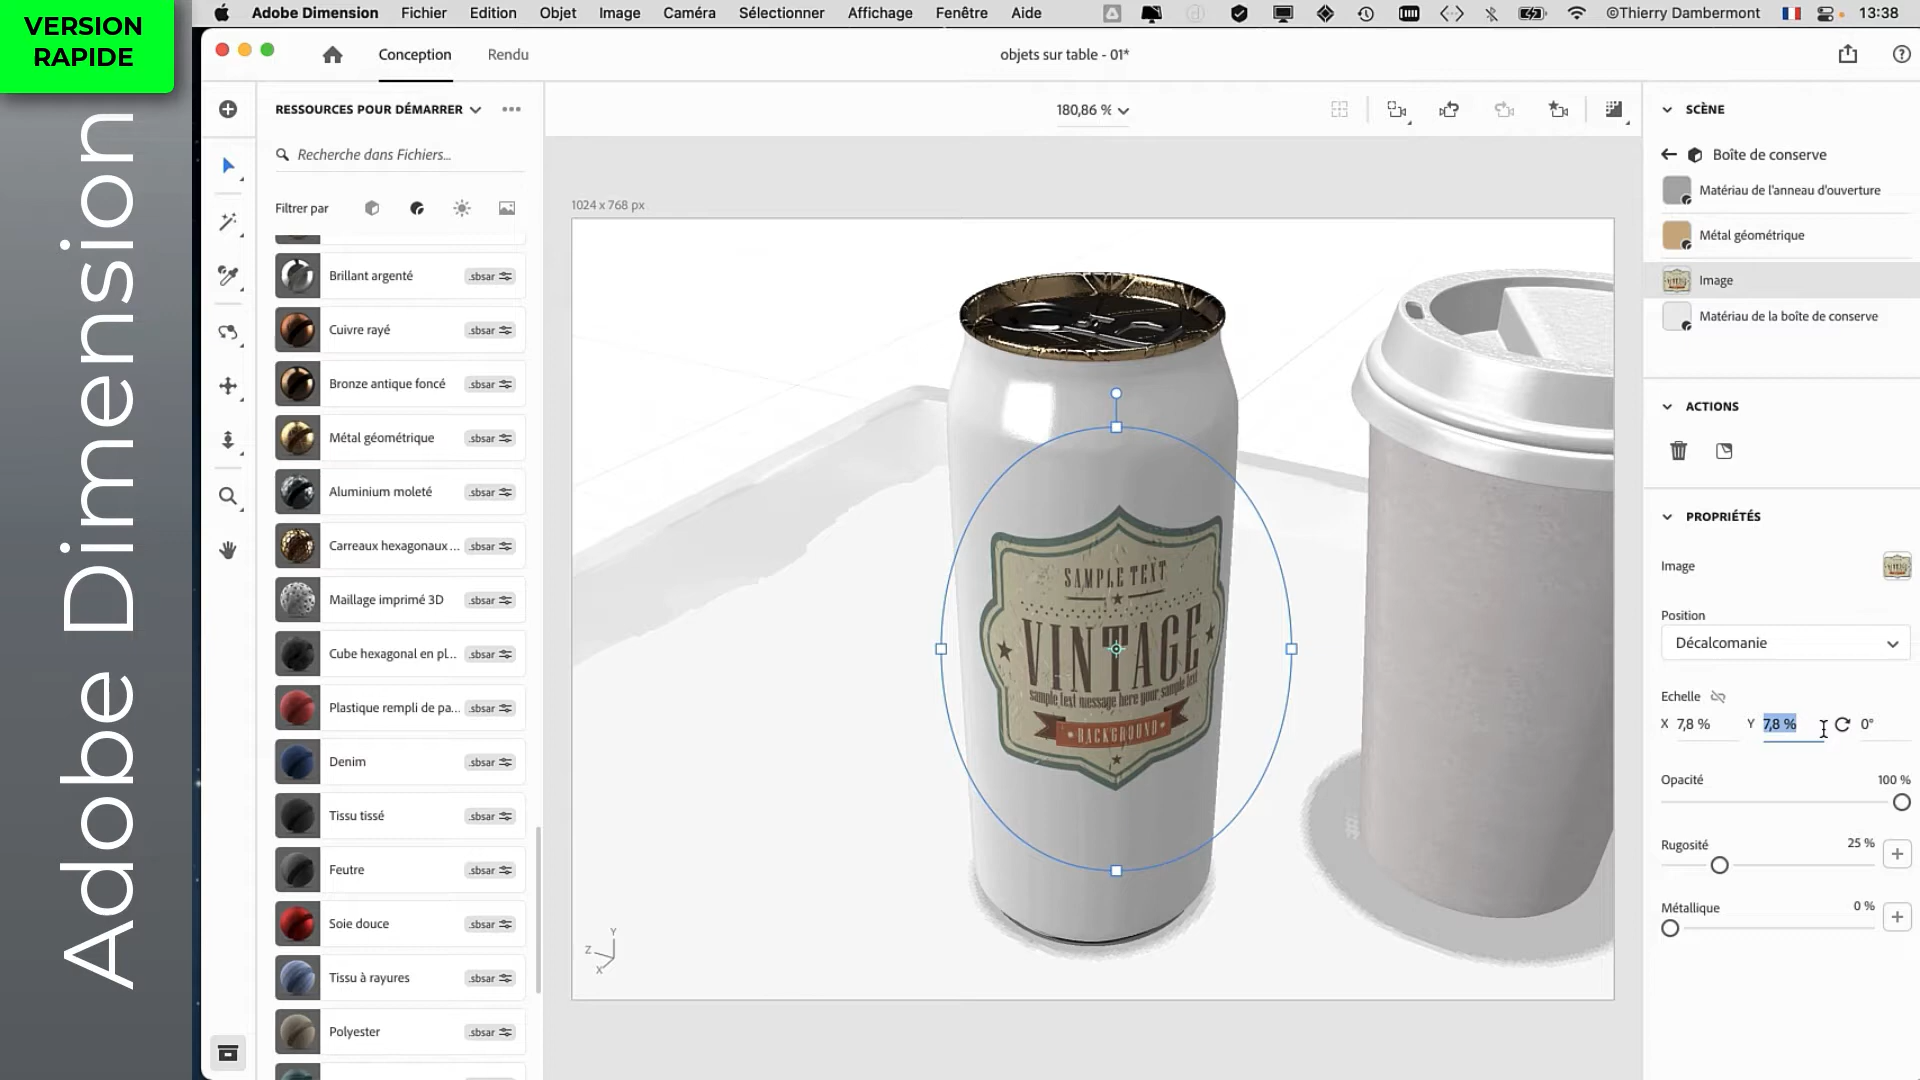 VERSION
RAPIDE
Adobe Dimension
Adobe Dimension Fichier Edition Objet Image Caméra Sélectionner Affichage Fenêtre Aide ©Thierry Dambermont 13:38
Conception Rendu
objets sur table - 01*
RESSOURCES POUR DÉMARRER
Recherche dans Fichiers...
Filtrer par
Brillant argenté .sbsar
Cuivre rayé .sbsar
Bronze antique foncé .sbsar
Métal géométrique .sbsar
Aluminium moleté .sbsar
Carreaux hexagonaux ... .sbsar
Maillage imprimé 3D .sbsar
Cube hexagonal en pl... .sbsar
Plastique rempli de pa... .sbsar
Denim .sbsar
Tissu tissé .sbsar
Feutre .sbsar
Soie douce .sbsar
Tissu à rayures .sbsar
Polyester .sbsar
180,86 %
1024 x 768 px
SAMPLE TEXT
VINTAGE
sample text message here your sample text
BACKGROUND
Y
Z
X
SCÈNE
Boîte de conserve
Matériau de l'anneau d'ouverture
Métal géométrique
Image
Matériau de la boîte de conserve
ACTIONS
PROPRIÉTÉS
Image
Position
Décalcomanie
Echelle
X 7,8 % Y 7,8 % 0°
Opacité 100 %
Rugosité 25 %
Métallique 0 %